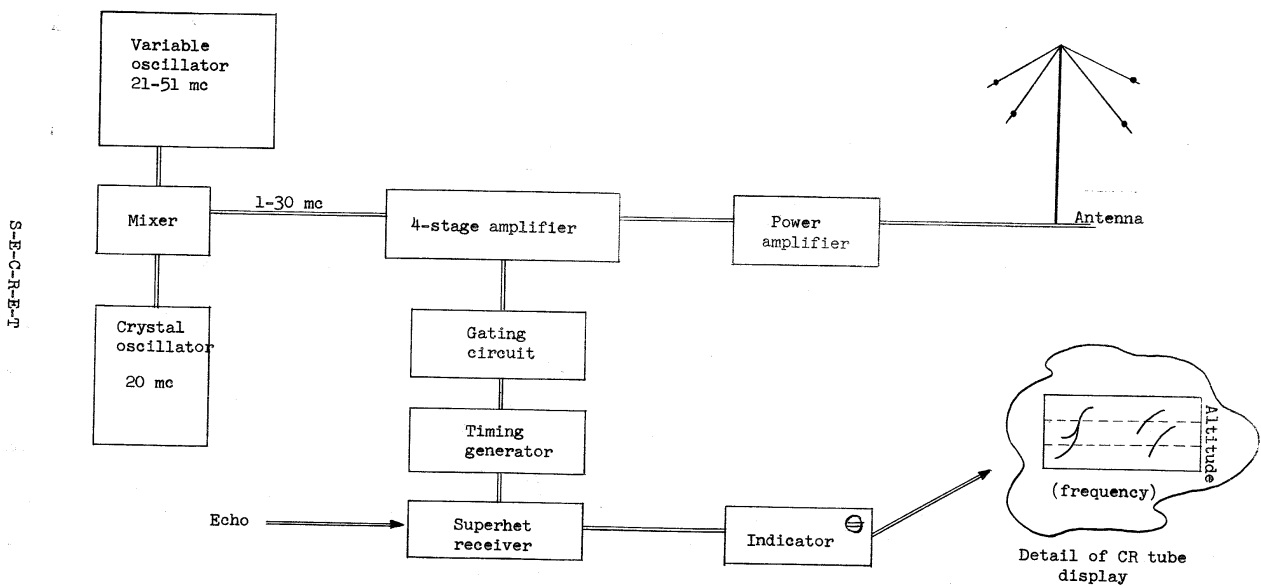 Variable
oscillator
21-51 mc
Mixer
1-30 mc
4-stage amplifier
Power
amplifier
Antenna
S-E-C-R-E-T
Crystal
oscillator
20 mc
Gating
circuit
Timing
generator
Echo
Superhet
receiver
Indicator
Altitude
(frequency)
Detail of CR tube
display